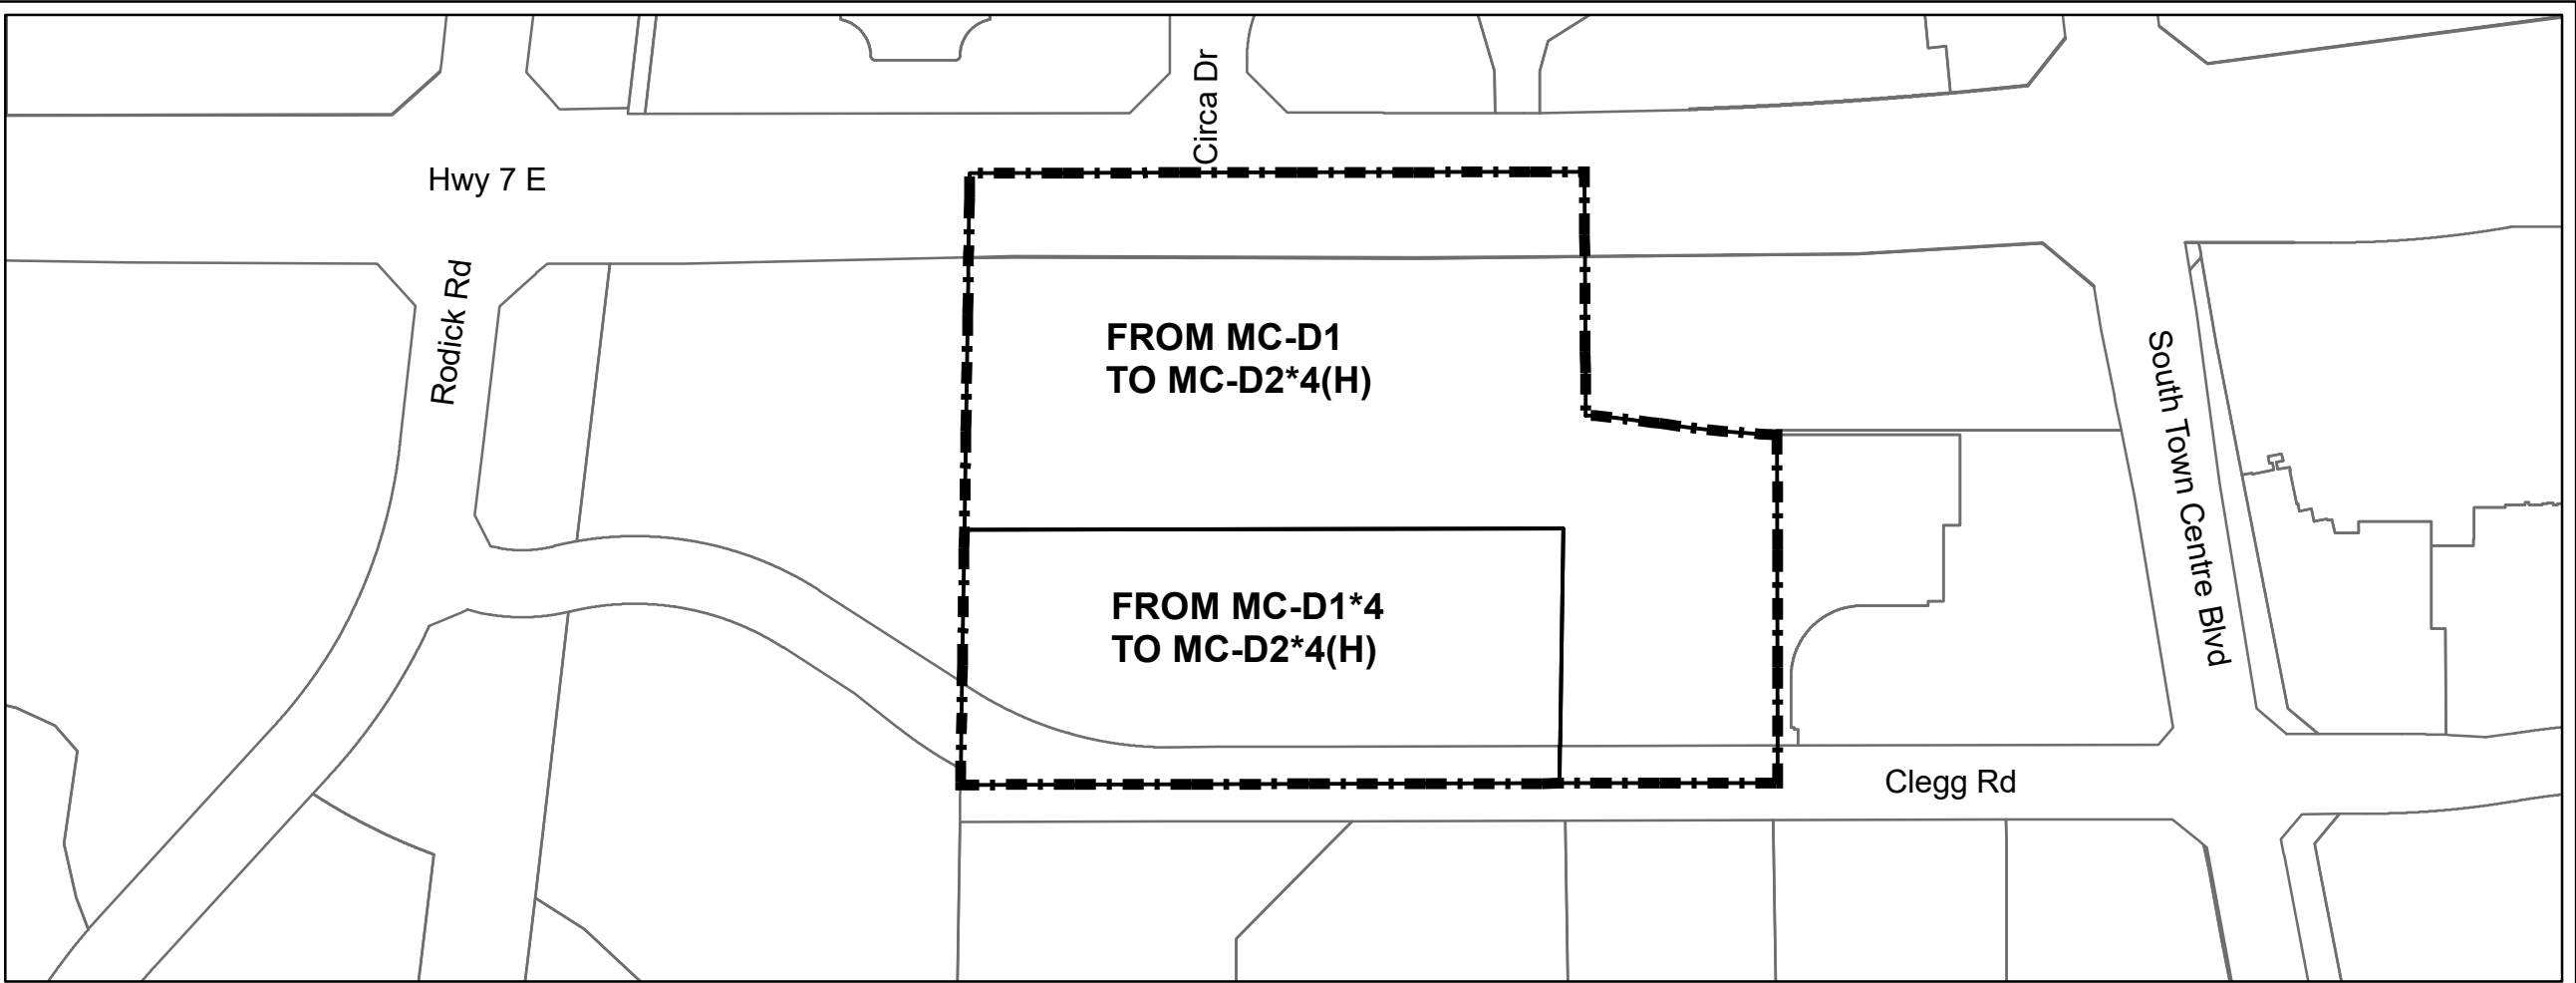 Circa Dr
Hwy 7 E
Rodick Rd
FROM MC-D1
TO MC-D2*4(H)
South Town Centre Blvd
FROM MC-D1*4
TO MC-D2*4(H)
Clegg Rd